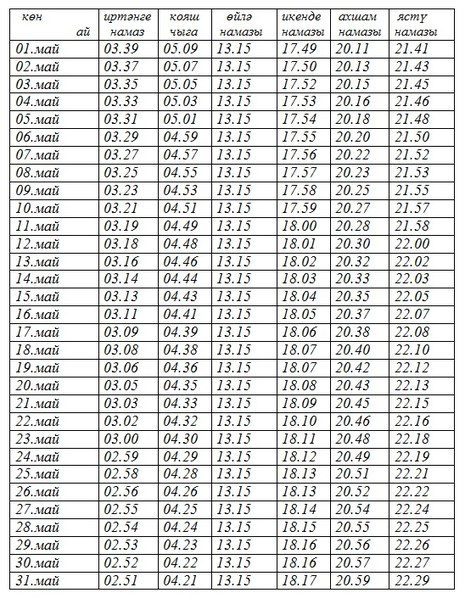 көн ай иртәнге намаз кояш чыга өйлә намазы икенде намазы ахшам намазы ястү намазы
01.май 03.39 05.09 13.15 17.49 20.11 21.41
02.май 03.37 05.07 13.15 17.50 20.13 21.43
03.май 03.35 05.05 13.15 17.52 20.15 21.45
04.май 03.33 05.03 13.15 17.53 20.16 21.46
05.май 03.31 05.01 13.15 17.54 20.18 21.48
06.май 03.29 04.59 13.15 17.55 20.20 21.50
07.май 03.27 04.57 13.15 17.56 20.22 21.52
08.май 03.25 04.55 13.15 17.57 20.23 21.53
09.май 03.23 04.53 13.15 17.58 20.25 21.55
10.май 03.21 04.51 13.15 17.59 20.27 21.57
11.май 03.19 04.49 13.15 18.00 20.28 21.58
12.май 03.18 04.48 13.15 18.01 20.30 22.00
13.май 03.16 04.46 13.15 18.02 20.32 22.02
14.май 03.14 04.44 13.15 18.03 20.33 22.03
15.май 03.13 04.43 13.15 18.04 20.35 22.05
16.май 03.11 04.41 13.15 18.05 20.37 22.07
17.май 03.09 04.39 13.15 18.06 20.38 22.08
18.май 03.08 04.38 13.15 18.07 20.40 22.10
19.май 03.06 04.36 13.15 18.07 20.42 22.12
20.май 03.05 04.35 13.15 18.08 20.43 22.13
21.май 03.03 04.33 13.15 18.09 20.45 22.15
22.май 03.02 04.32 13.15 18.10 20.46 22.16
23.май 03.00 04.30 13.15 18.11 20.48 22.18
24.май 02.59 04.29 13.15 18.12 20.49 22.19
25.май 02.58 04.28 13.15 18.13 20.51 22.21
26.май 02.56 04.26 13.15 18.13 20.52 22.22
27.май 02.55 04.25 13.15 18.14 20.54 22.24
28.май 02.54 04.24 13.15 18.15 20.55 22.25
29.май 02.53 04.23 13.15 18.16 20.56 22.26
30.май 02.52 04.22 13.15 18.16 20.57 22.27
31.май 02.51 04.21 13.15 18.17 20.59 22.29